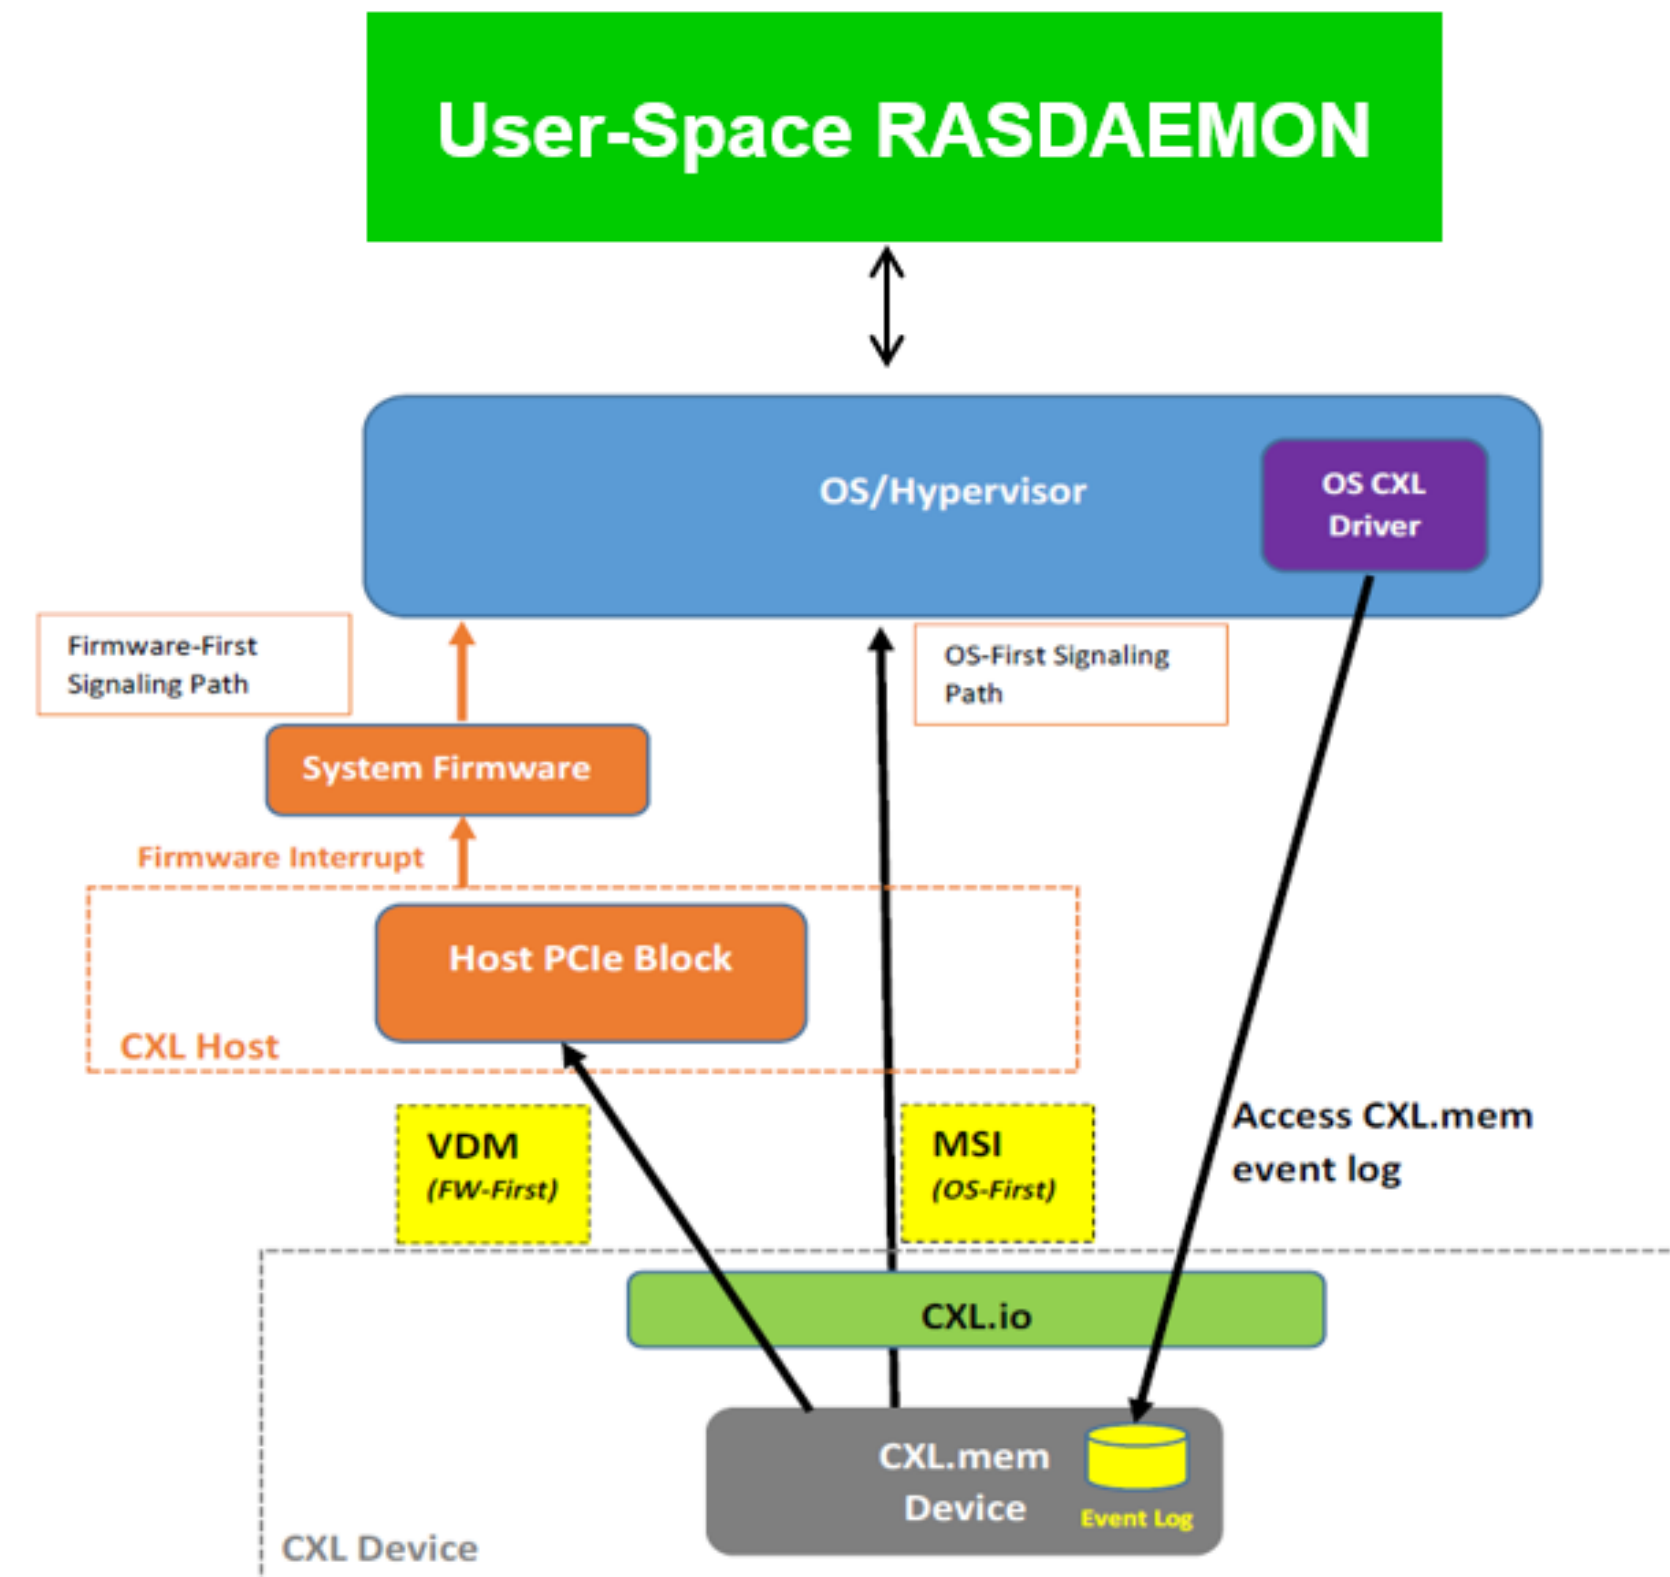 User-Space RASDAEMON
OS/Hypervisor
OS CXL
Driver
Firmware-First
Signaling Path
OS-First Signaling
Path
System Firmware
Firmware Interrupt
Host PCIe Block
CXL Host
VDM
(FW-First)
MSI
(OS-First)
Access CXL.mem
event log
CXL.io
CXL.mem
Device
Event Log
CXL Device